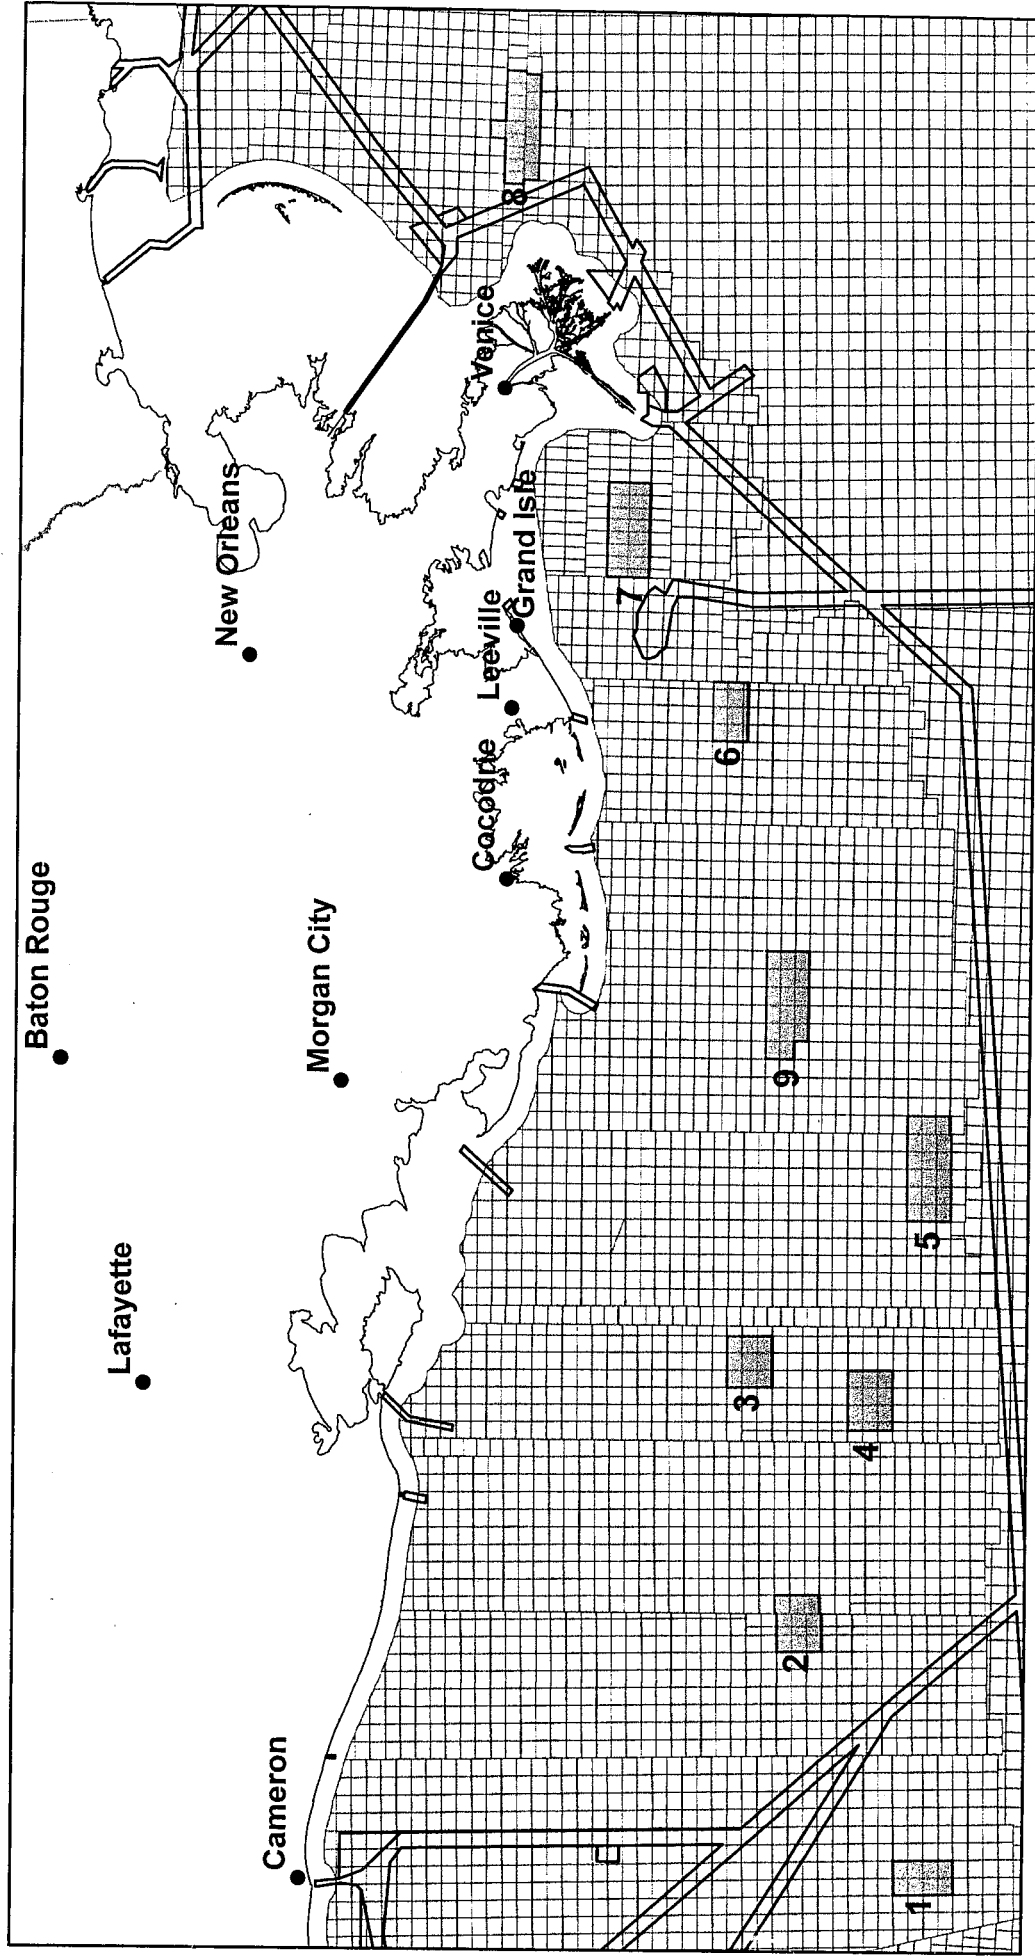 Baton Rouge
Lafayette
New Orleans
Cameron
Morgan City
Cocodrie
Leeville
Venice
Grand Isle
8
7
6
3
9
2
4
1
5